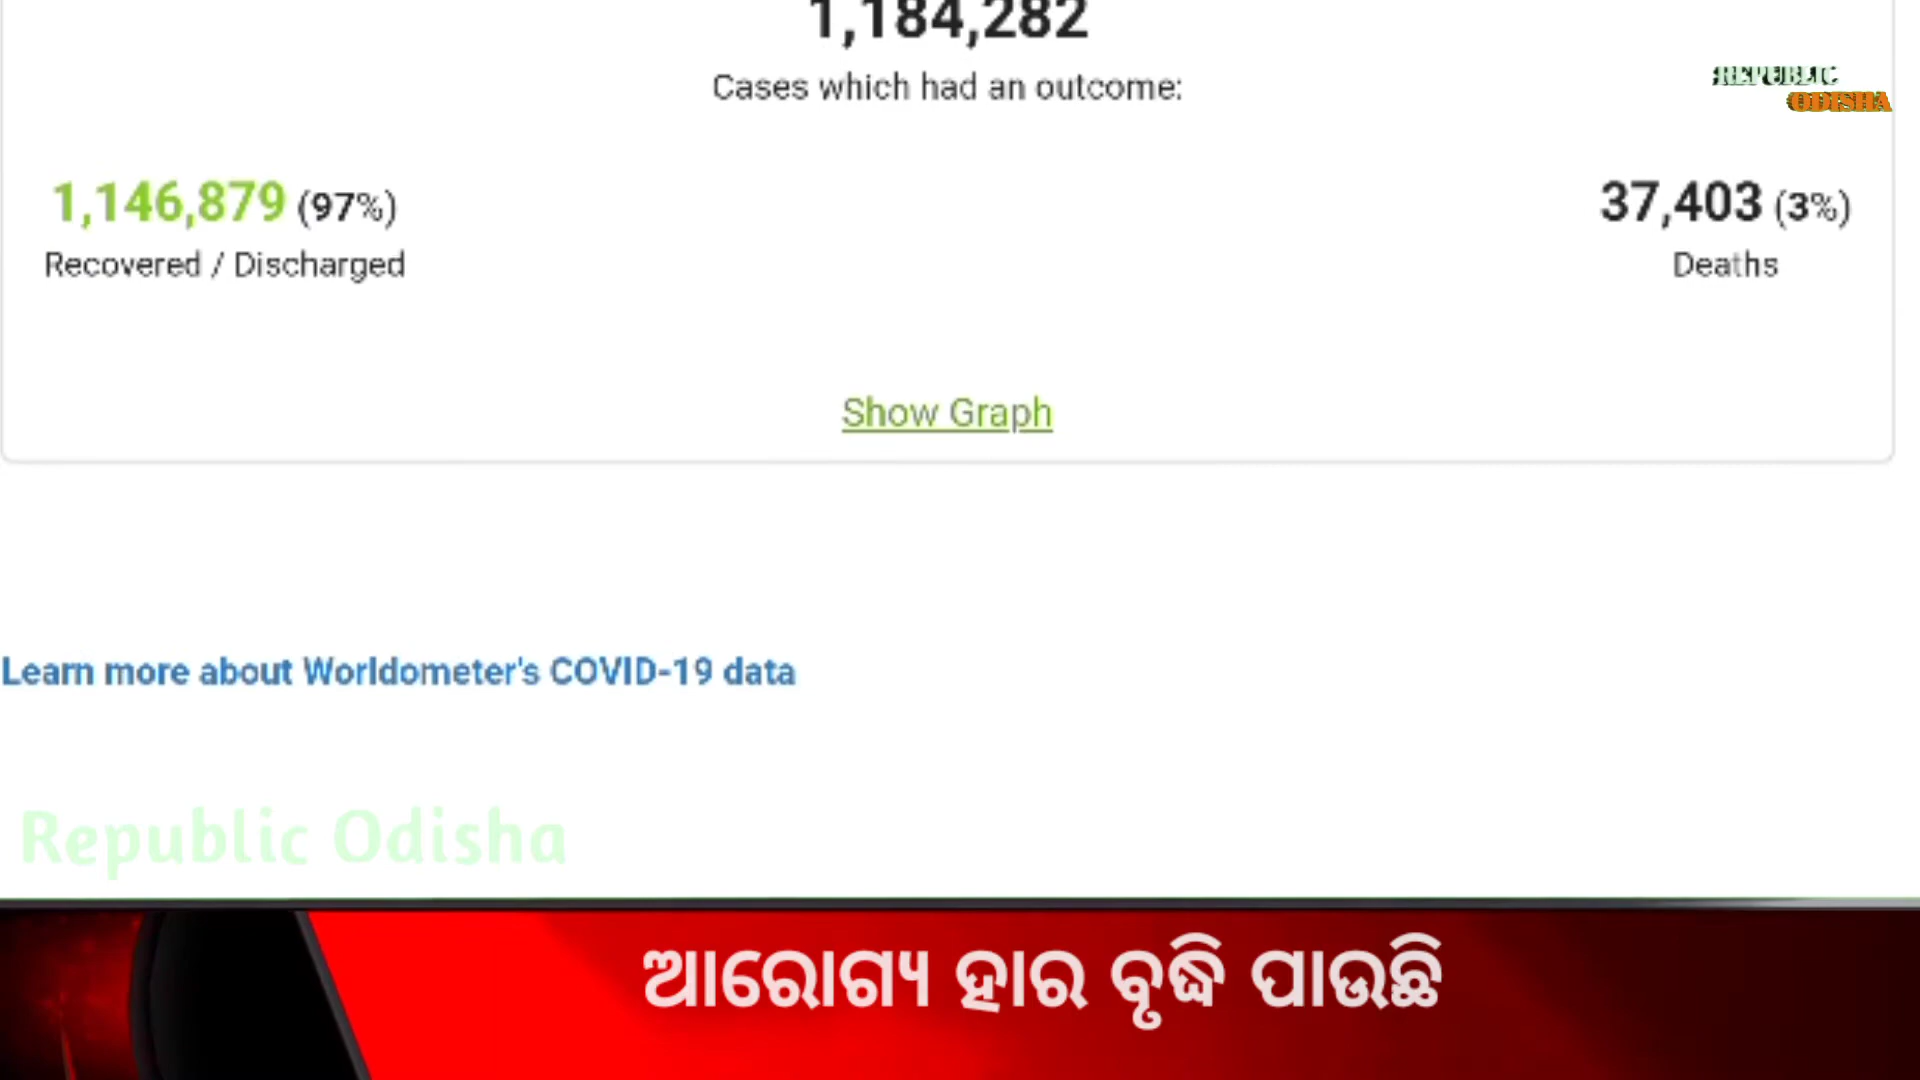 1,184,282
Cases which had an outcome:
REPUBLIC
ODISHA
1,146,879 (97%)
37,403 (3%)
Recovered / Discharged
Deaths
Show Graph
Learn more about Worldometer's COVID-19 data
Republic Odisha
ଆରୋଗ୍ୟ ହାର ବୃଦ୍ଧି ପାଉଛି